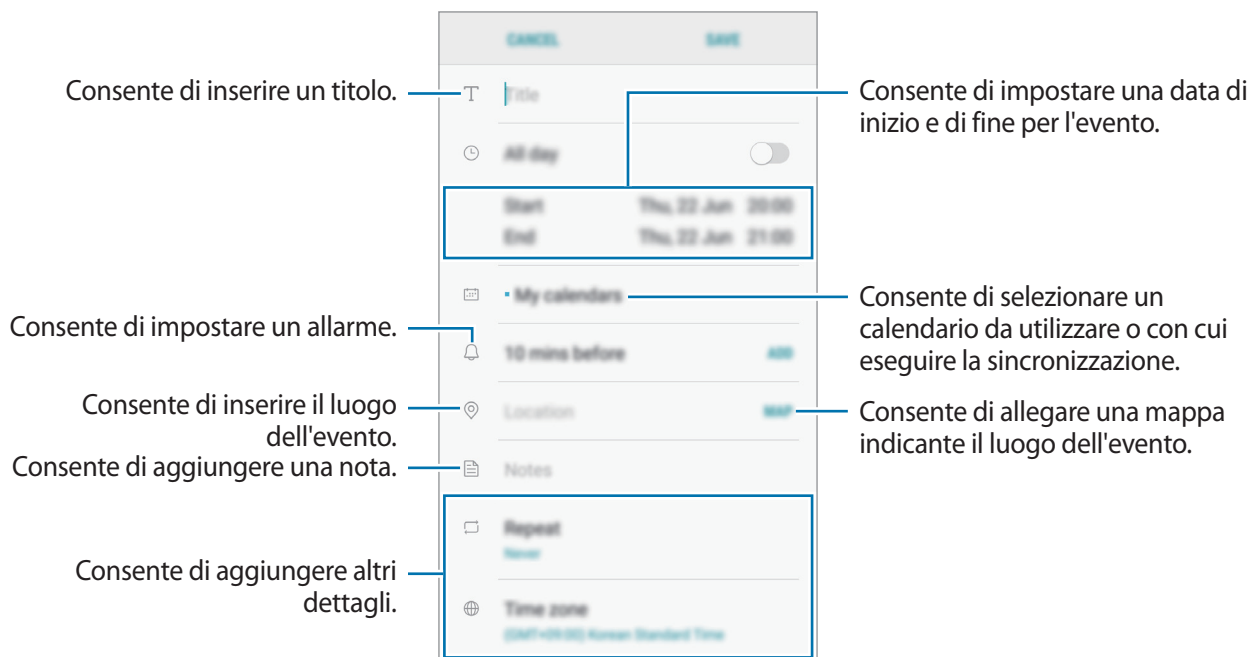 CANCEL SAVE
Consente di inserire un titolo.
Title
Consente di impostare una data di
inizio e di fine per l'evento.
All day
Start Thu, 22 Jun 20:00
End Thu, 22 Jun 21:00
My calendars
Consente di selezionare un
calendario da utilizzare o con cui
eseguire la sincronizzazione.
Consente di impostare un allarme.
10 mins before ADD
Consente di inserire il luogo
dell'evento.
Location MAP
Consente di allegare una mappa
indicante il luogo dell'evento.
Consente di aggiungere una nota.
Notes
Repeat
Never
Consente di aggiungere altri
dettagli.
Time zone
(GMT+09:00) Korean Standard Time